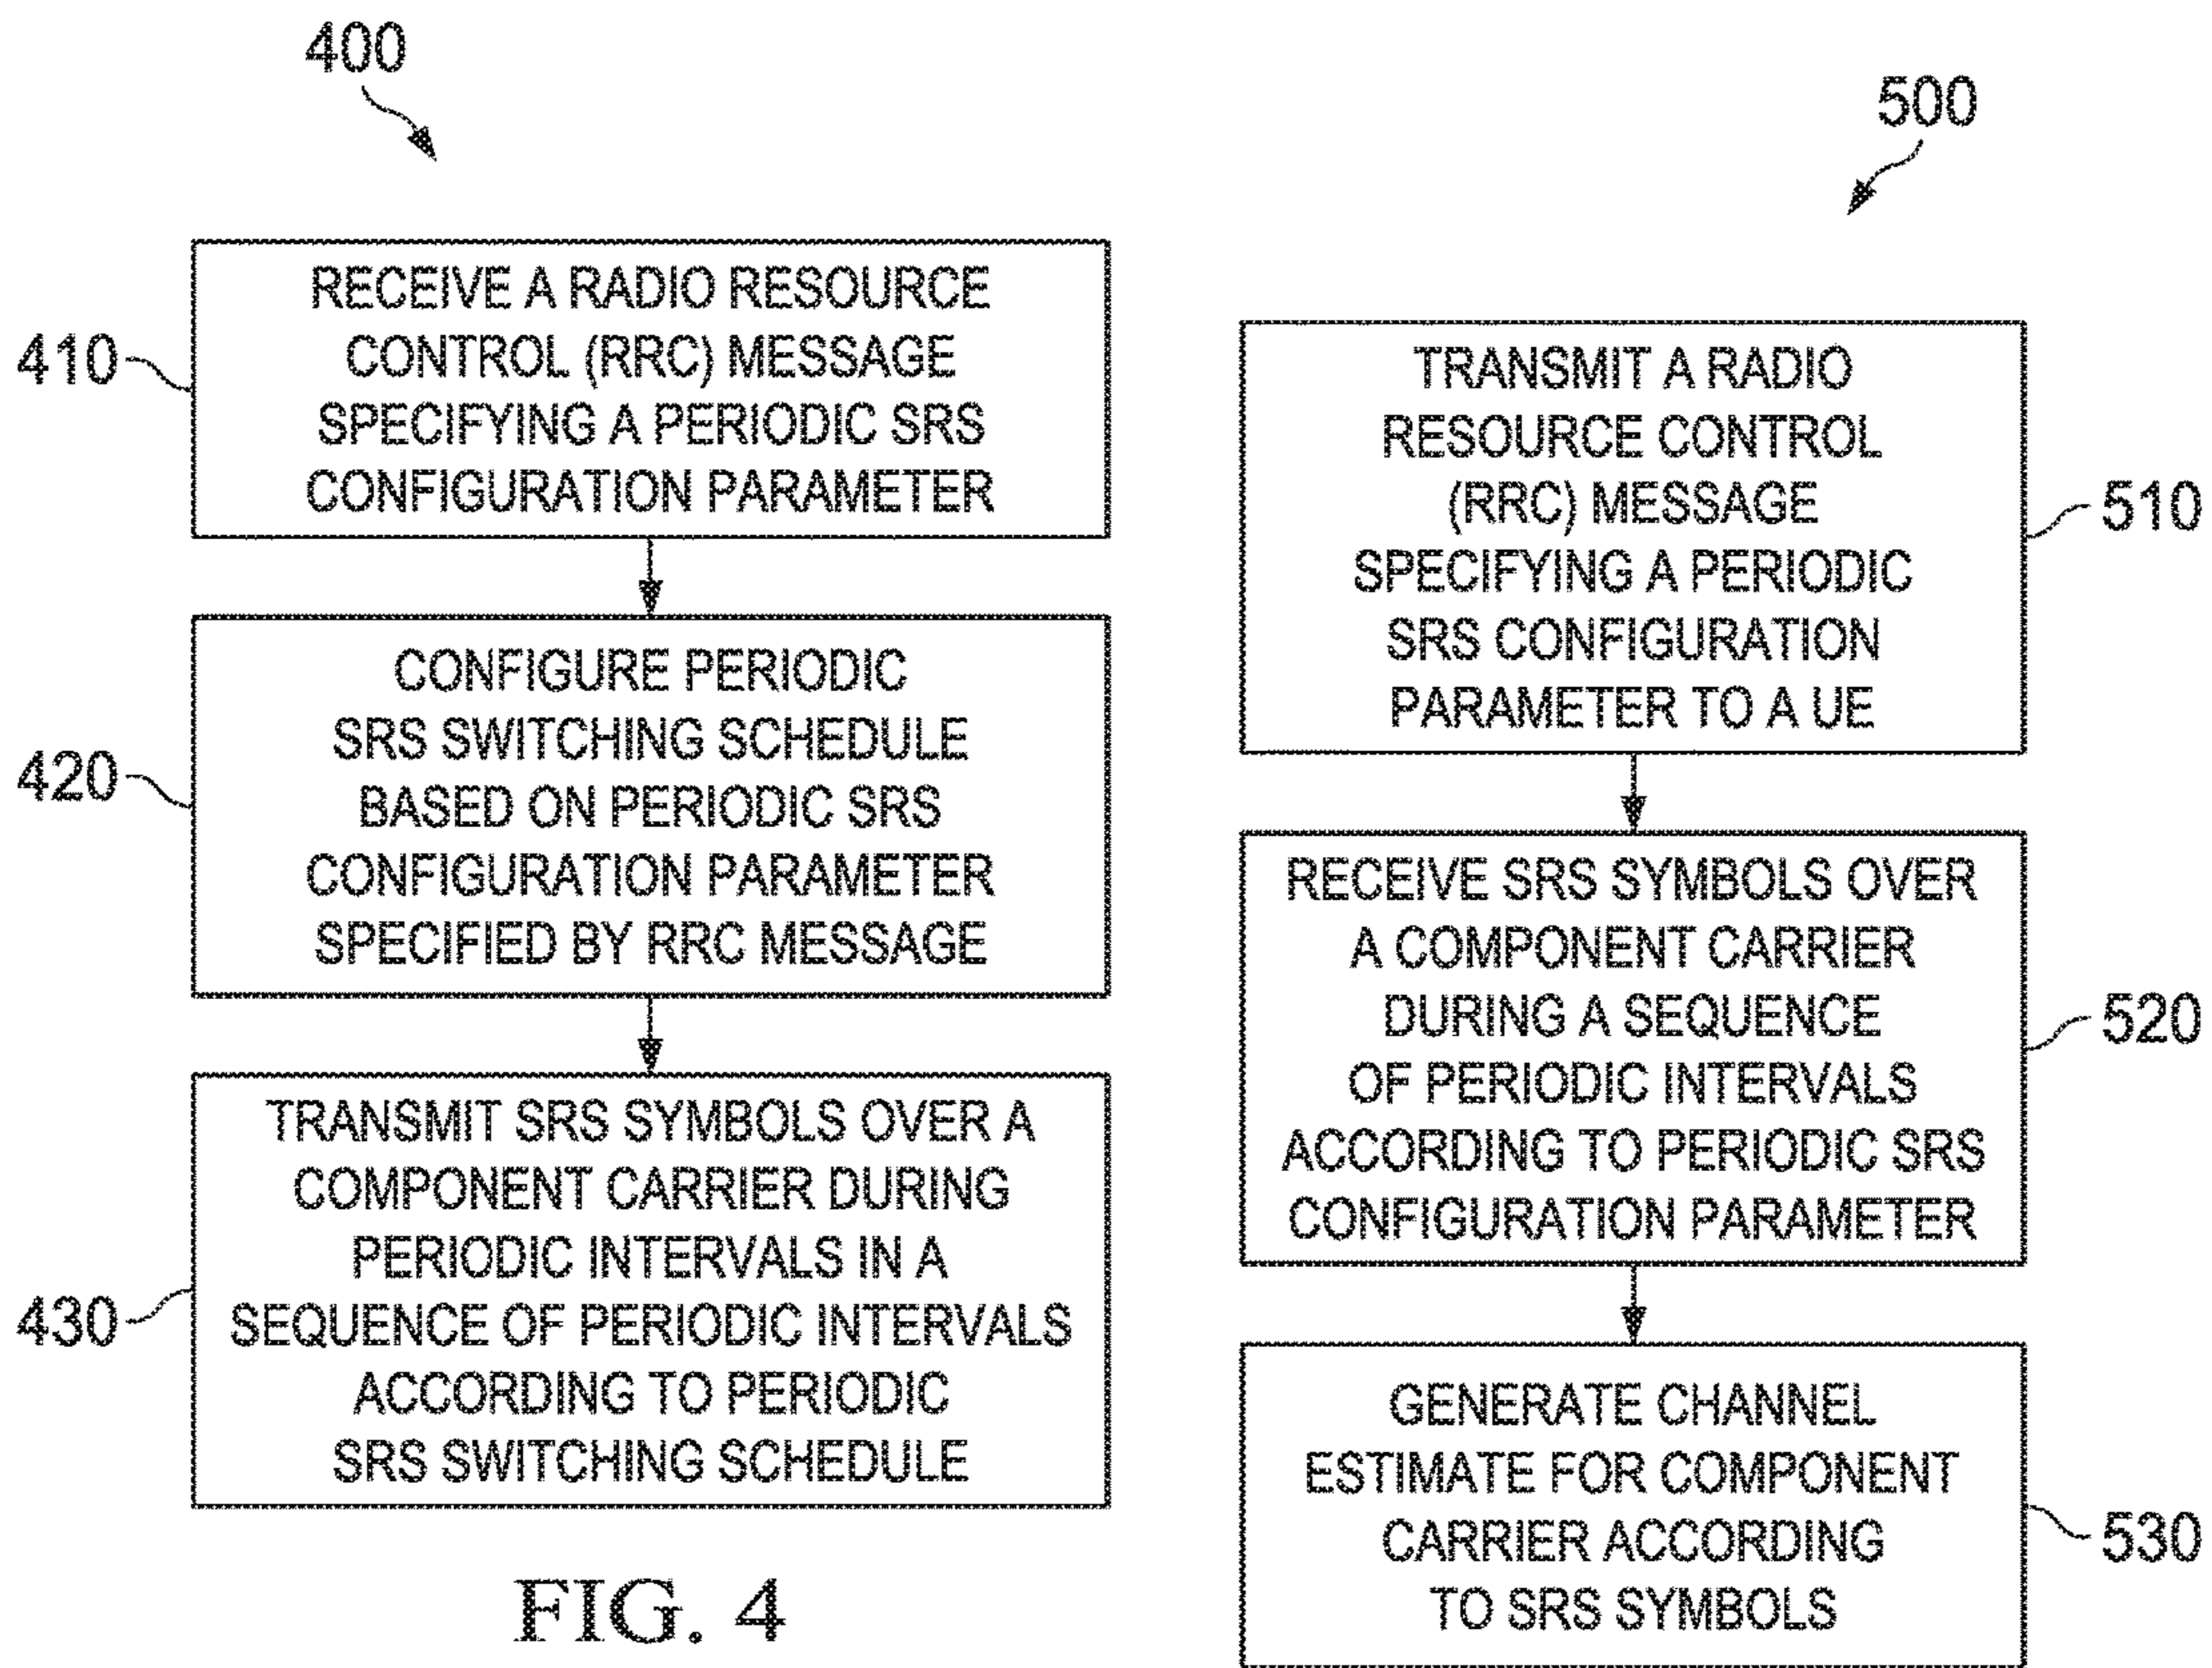 400
RECEIVE A RADIO RESOURCE
CONTROL (RRC) MESSAGE
SPECIFYING A PERIODIC SRS
CONFIGURATION PARAMETER
410
CONFIGURE PERIODIC
SRS SWITCHING SCHEDULE
BASED ON PERIODIC SRS
CONFIGURATION PARAMETER
SPECIFIED BY RRC MESSAGE
420
TRANSMIT SRS SYMBOLS OVER A
COMPONENT CARRIER DURING
PERIODIC INTERVALS IN A
SEQUENCE OF PERIODIC INTERVALS
ACCORDING TO PERIODIC
SRS SWITCHING SCHEDULE
430
FIG. 4
500
TRANSMIT A RADIO
RESOURCE CONTROL
(RRC) MESSAGE
SPECIFYING A PERIODIC
SRS CONFIGURATION
PARAMETER TO A UE
510
RECEIVE SRS SYMBOLS OVER
A COMPONENT CARRIER
DURING A SEQUENCE
OF PERIODIC INTERVALS
ACCORDING TO PERIODIC SRS
CONFIGURATION PARAMETER
520
GENERATE CHANNEL
ESTIMATE FOR COMPONENT
CARRIER ACCORDING
TO SRS SYMBOLS
530